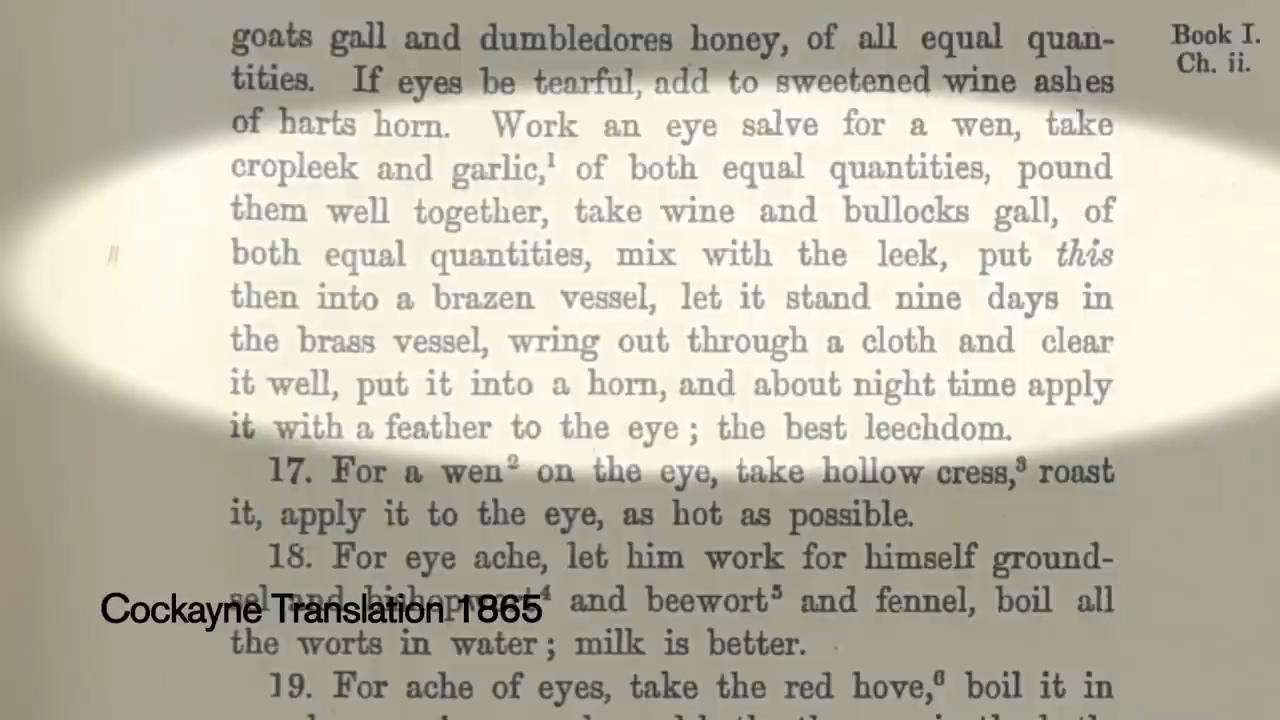 goats gall and dumbledores honey, of all equal quan-
tities. If eyes be tearful, add to sweetened wine ashes
of harts horn. Work an eye salve for a wen, take
cropleek and garlic,¹ of both equal quantities, pound
them well together, take wine and bullocks gall, of
both equal quantities, mix with the leek, put this
then into a brazen vessel, let it stand nine days in
the brass vessel, wring out through a cloth and clear
it well, put it into a horn, and about night time apply
it with a feather to the eye; the best leechdom.
17. For a wen² on the eye, take hollow cress,³ roast
it, apply it to the eye, as hot as possible.
18. For eye ache, let him work for himself ground-
sel and bishopwort⁴ and beewort⁵ and fennel, boil all
the worts in water; milk is better.
19. For ache of eyes, take the red hove,⁶ boil it in
Book I.
Ch. ii.
Cockayne Translation 1865